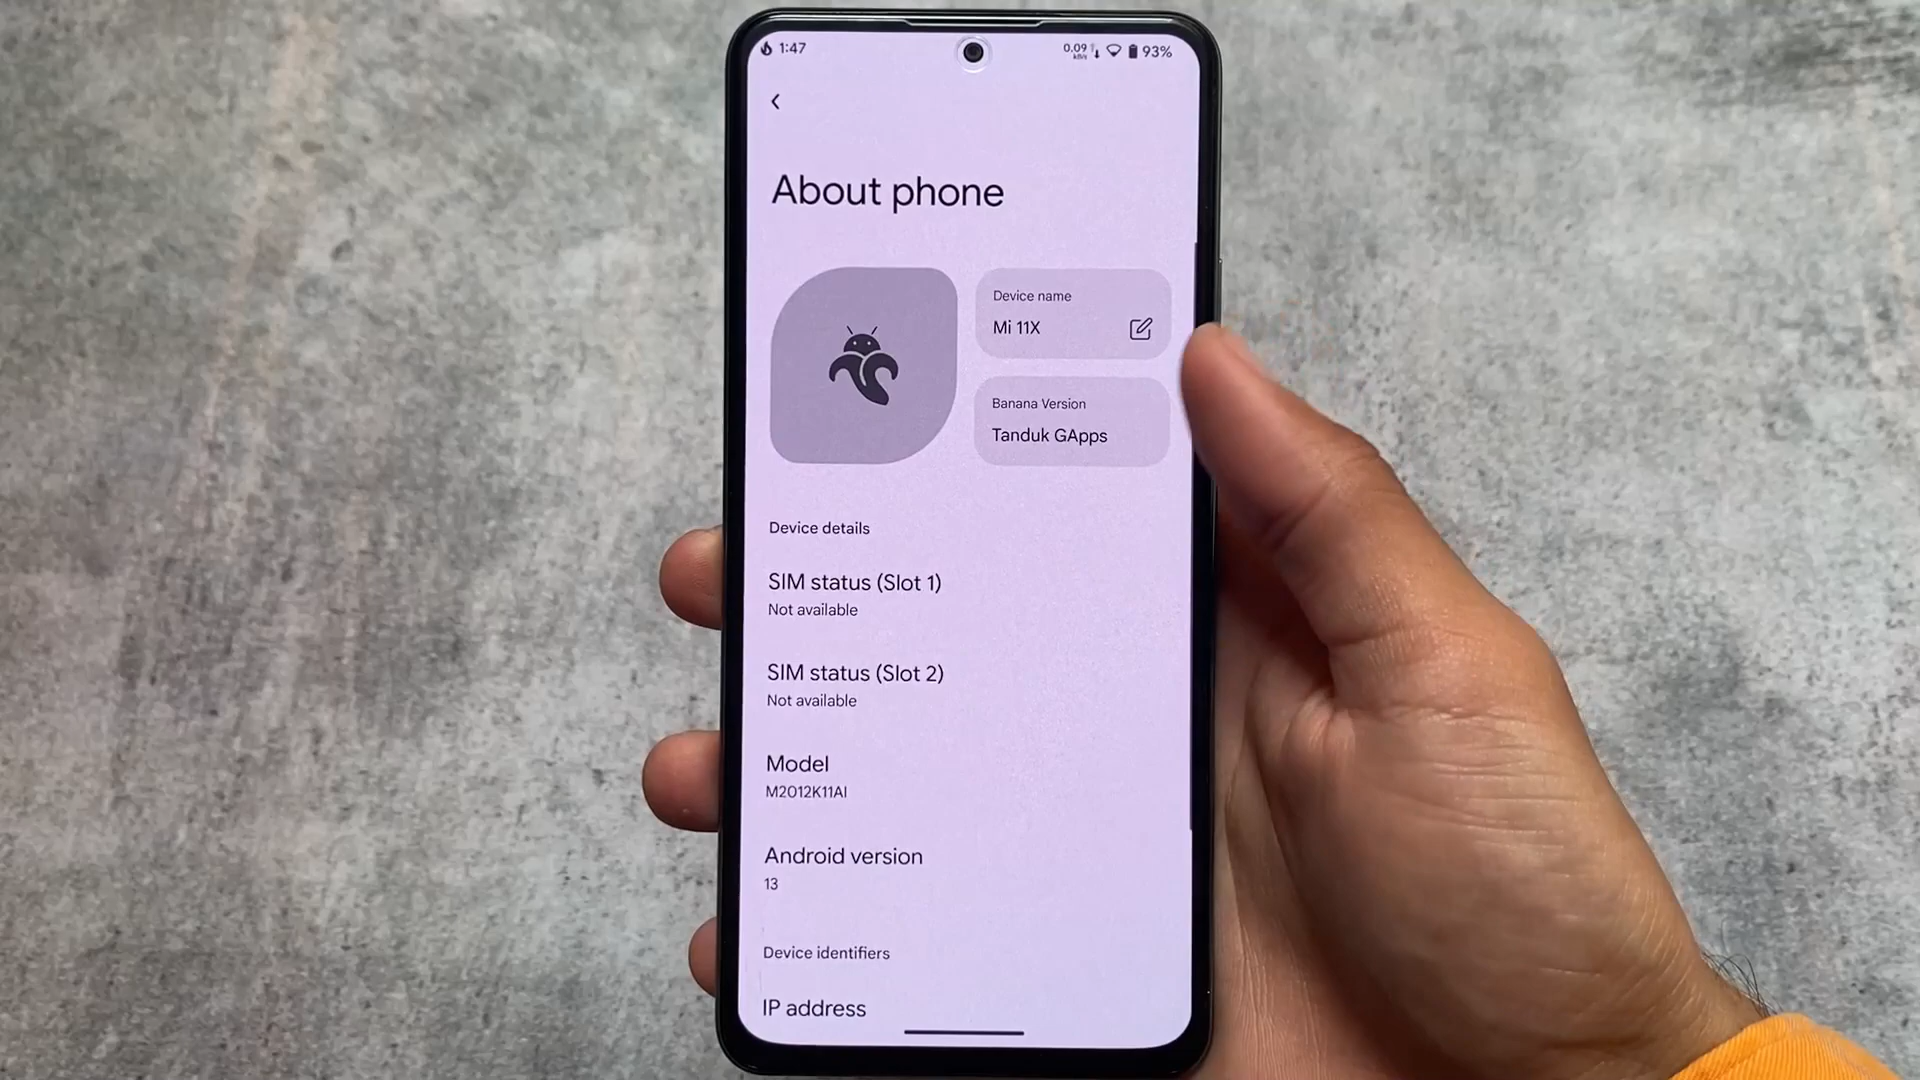 1:47
0.09
kB/s
93%
About phone
Device name
Mi 11X
Banana Version
Tanduk GApps
Device details
SIM status (Slot 1)
Not available
SIM status (Slot 2)
Not available
Model
M2012K11AI
Android version
13
Device identifiers
IP address